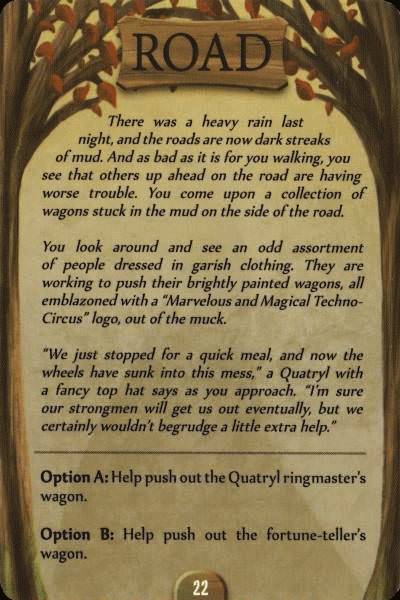 ROAD
There was a heavy rain last
night, and the roads are now dark streaks
of mud. And as bad as it is for you walking, you
see that others up ahead on the road are having
worse trouble. You come upon a collection of
wagons stuck in the mud on the side of the road.
You look around and see an odd assortment
of people dressed in garish clothing. They are
working to push their brightly painted wagons, all
emblazoned with a “Marvelous and Magical Techno-
Circus” logo, out of the muck.
“We just stopped for a quick meal, and now the
wheels have sunk into this mess,” a Quatryl with
a fancy top hat says as you approach. “I’m sure
our strongmen will get us out eventually, but we
certainly wouldn’t begrudge a little extra help.”
Option A: Help push out the Quatryl ringmaster’s
wagon.
Option B: Help push out the fortune-teller’s
wagon.
22